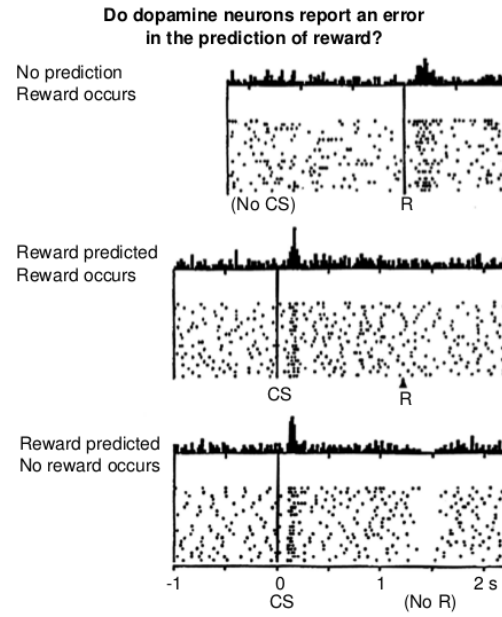 Do dopamine neurons report an error
in the prediction of reward?
No prediction
Reward occurs
(No CS)
R
Reward predicted
Reward occurs
CS
R
Reward predicted
No reward occurs
-1 0 1 2 s
CS (No R)